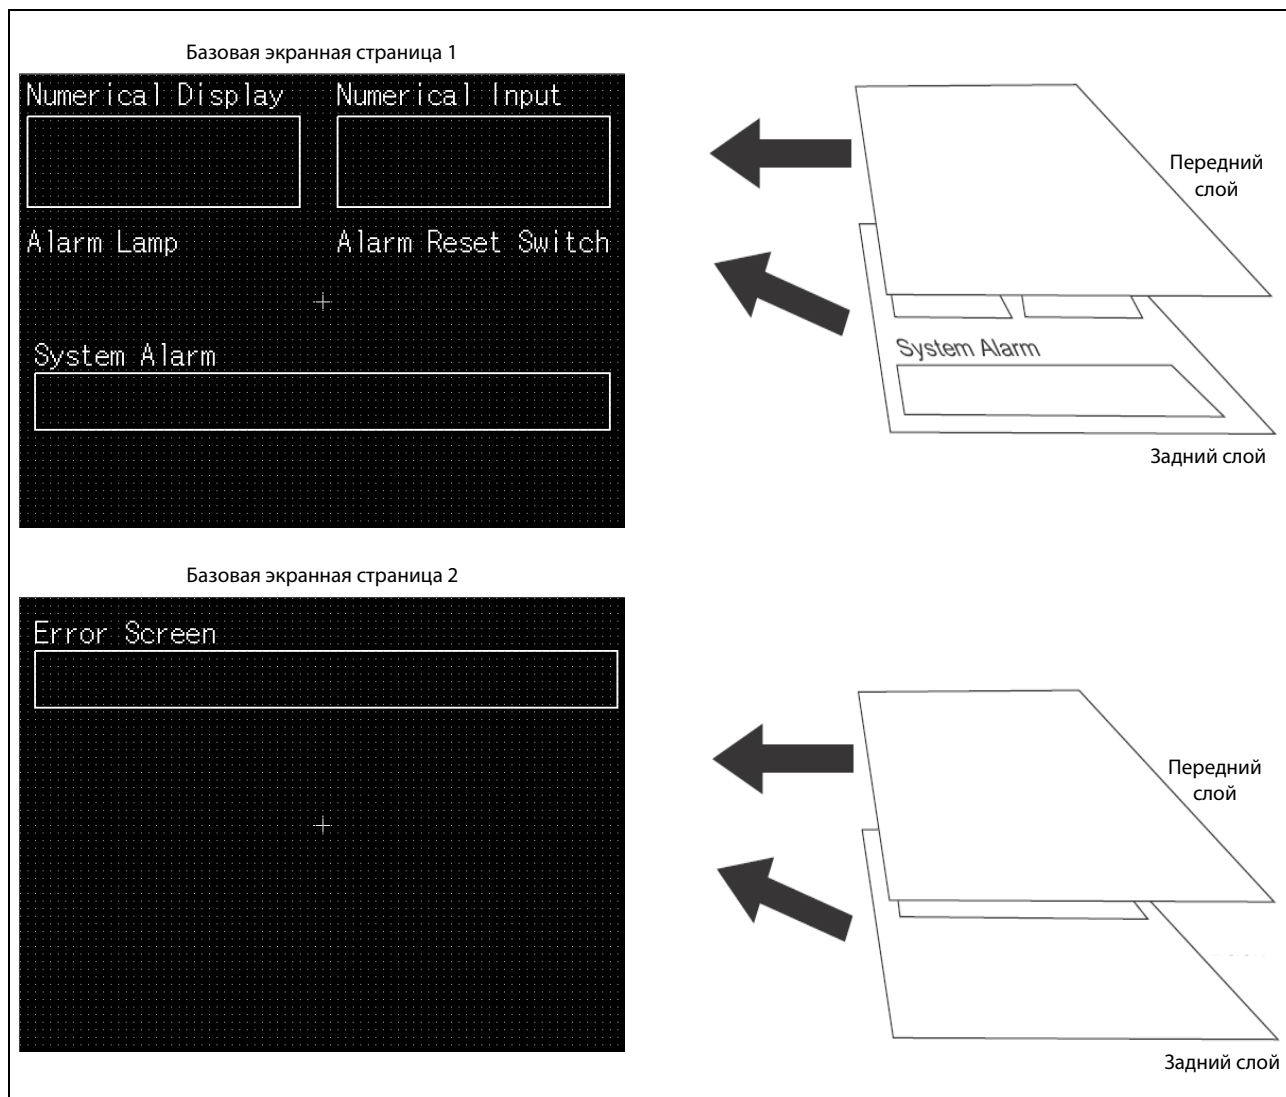 Базовая экранная страница 1
Numerical Display
Numerical Input
Alarm Lamp
Alarm Reset Switch
System Alarm
Передний
слой
System Alarm
Задний слой
Базовая экранная страница 2
Error Screen
Передний
слой
Задний слой